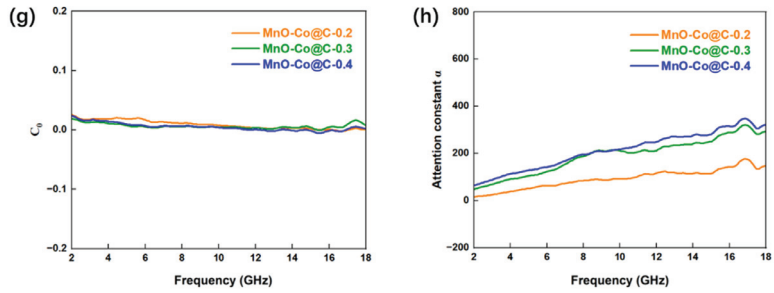 (g)
0.2
0.1
0.0
−0.1
−0.2
C0
MnO-Co@C-0.2
MnO-Co@C-0.3
MnO-Co@C-0.4
2 4 6 8 10 12 14 16 18
Frequency (GHz)
(h)
800
600
400
200
0
−200
Attention constant α
MnO-Co@C-0.2
MnO-Co@C-0.3
MnO-Co@C-0.4
2 4 6 8 10 12 14 16 18
Frequency (GHz)